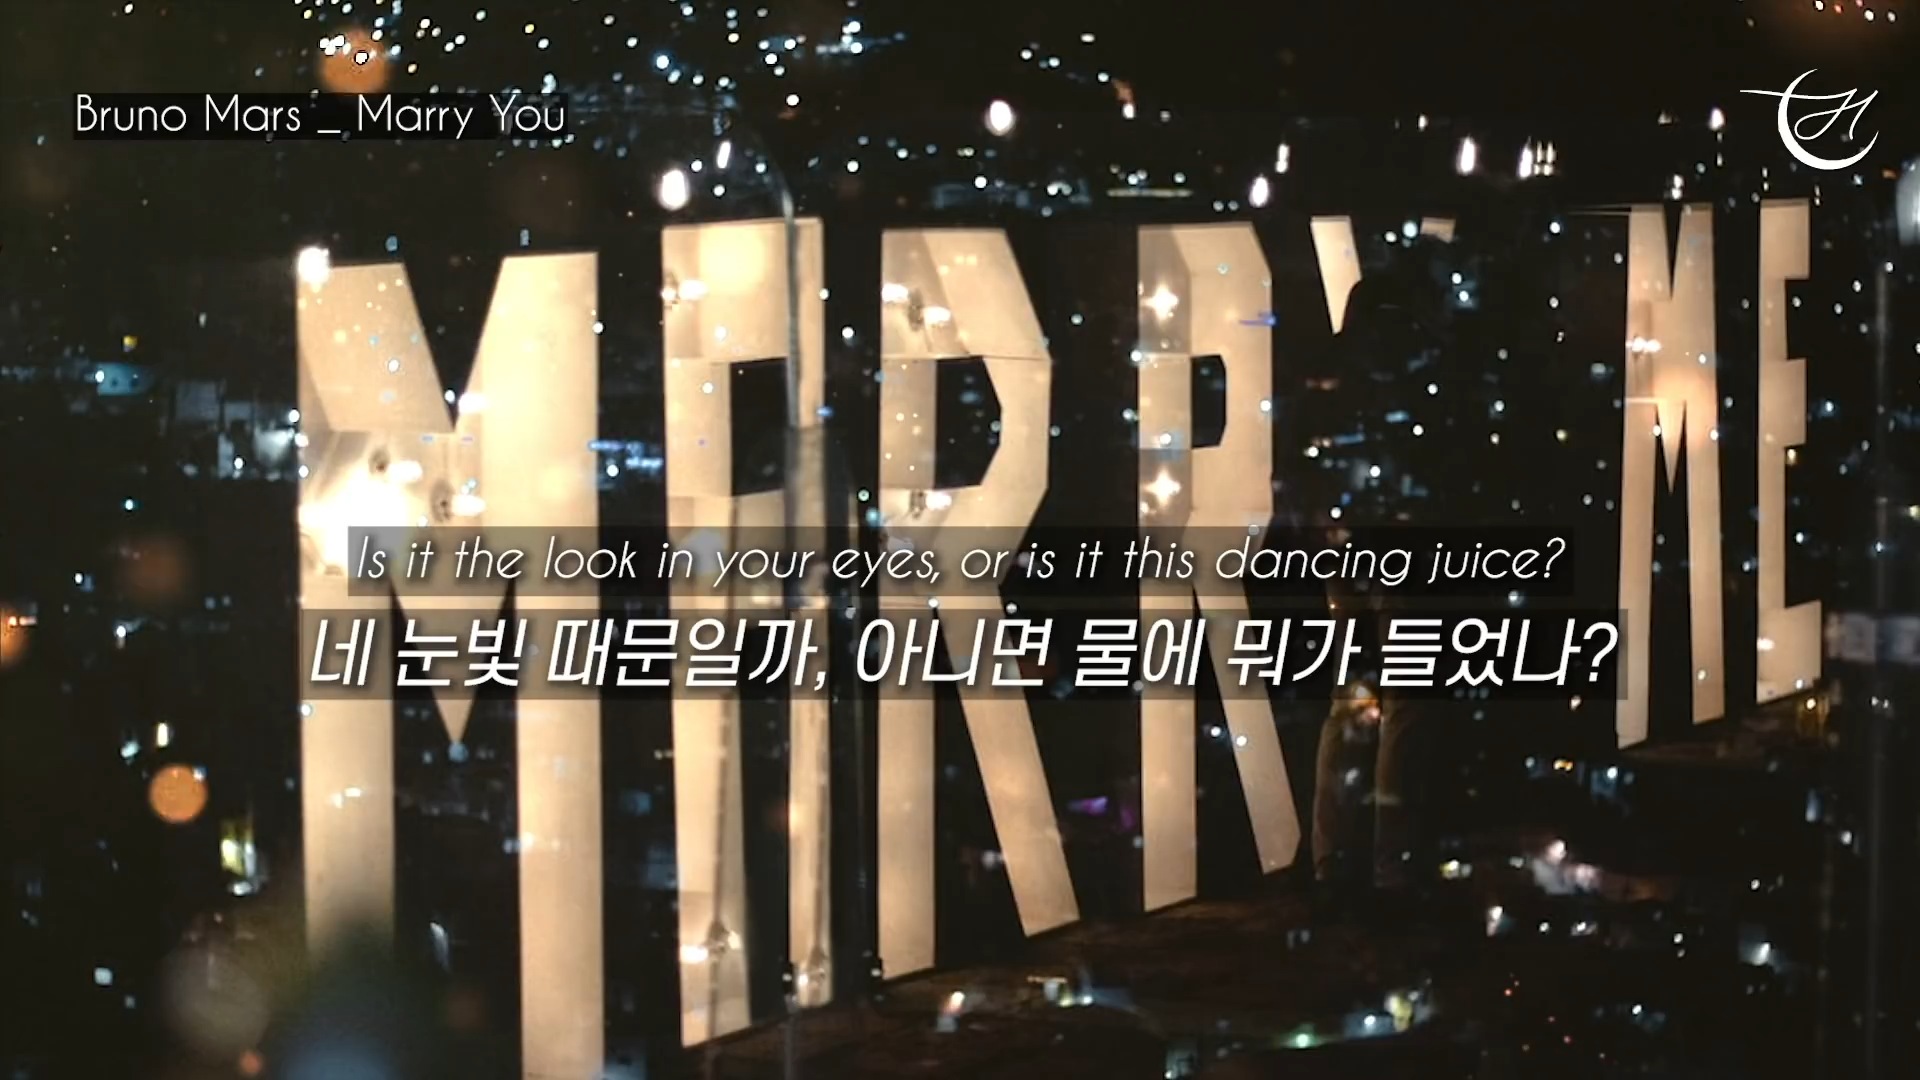 Bruno Mars _ Marry You
MARRY ME
Is it the look in your eyes, or is it this dancing juice?
네 눈빛 때문일까, 아니면 물에 뭐가 들었나?